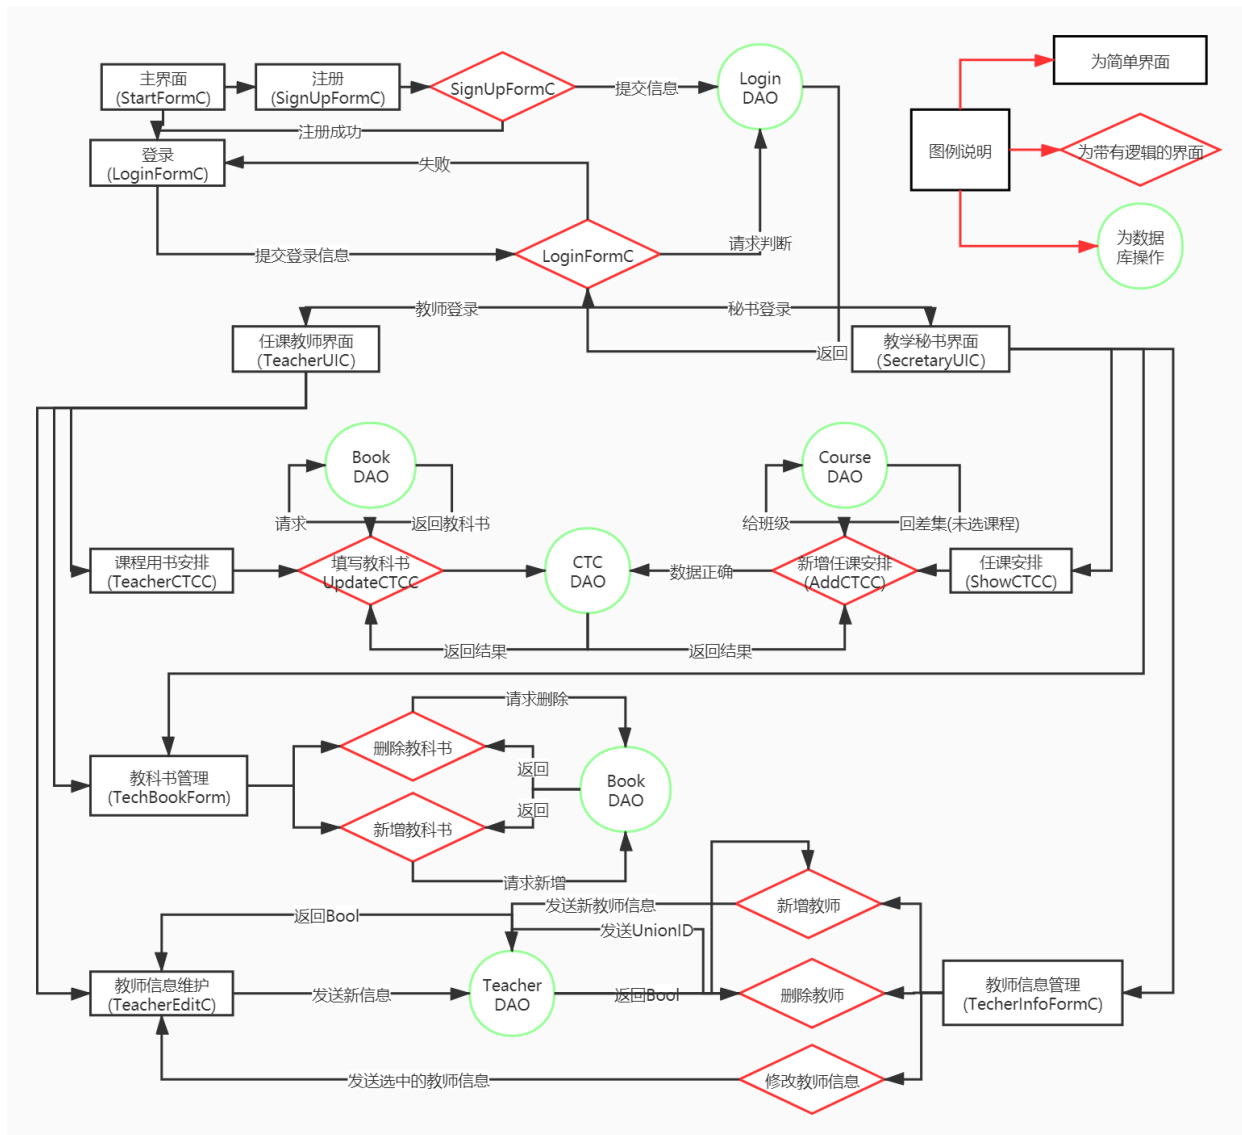 主界面
(StartFormC)
注册
(SignUpFormC)
SignUpFormC
提交信息
Login
DAO
为简单界面
图例说明
为带有逻辑的界面
为数据
库操作
注册成功
登录
(LoginFormC)
失败
提交登录信息
LoginFormC
请求判断
教师登录
秘书登录
任课教师界面
(TeacherUIC)
返回
教学秘书界面
(SecretaryUIC)
Book
DAO
请求
返回教科书
Course
DAO
给班级
回差集(未选课程)
课程用书安排
(TeacherCTCC)
填写教科书
UpdateCTCC
CTC
DAO
数据正确
新增任课安排
(AddCTCC)
任课安排
(ShowCTCC)
返回结果
返回结果
请求删除
删除教科书
返回
教科书管理
(TechBookForm)
Book
DAO
返回
新增教科书
请求新增
返回Bool
发送新教师信息
新增教师
发送UnionID
教师信息维护
(TeacherEditC)
发送新信息
Teacher
DAO
返回Bool
删除教师
教师信息管理
(TecherInfoFormC)
发送选中的教师信息
修改教师信息